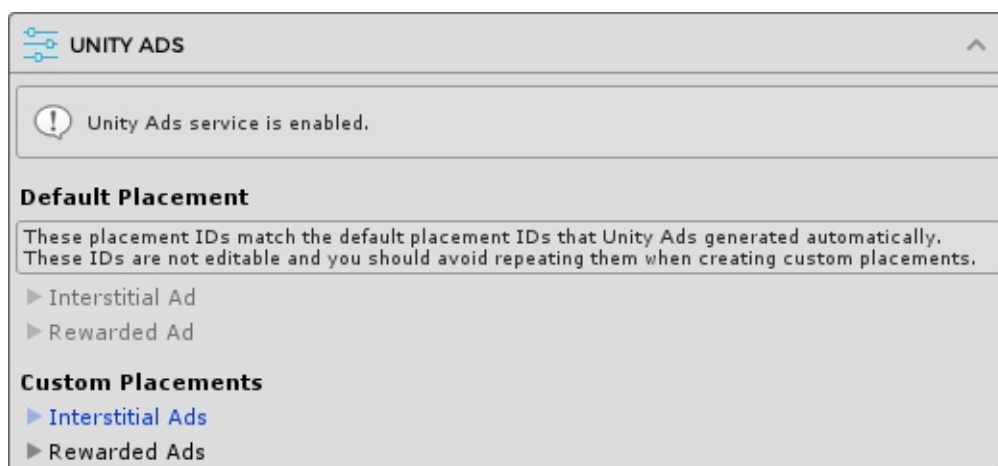 UNITY ADS
Unity Ads service is enabled.
Default Placement
These placement IDs match the default placement IDs that Unity Ads generated automatically.
These IDs are not editable and you should avoid repeating them when creating custom placements.
Interstitial Ad
Rewarded Ad
Custom Placements
Interstitial Ads
Rewarded Ads